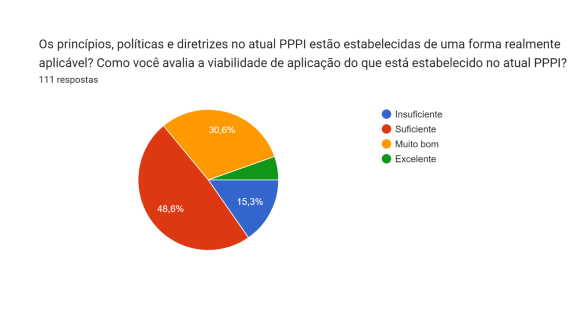 Os princípios, políticas e diretrizes no atual PPPI estão estabelecidas de uma forma realmente
aplicável? Como você avalia a viabilidade de aplicação do que está estabelecido no atual PPPI?
111 respostas
30,6%
15,3%
48,6%
Insuficiente
Suficiente
Muito bom
Excelente